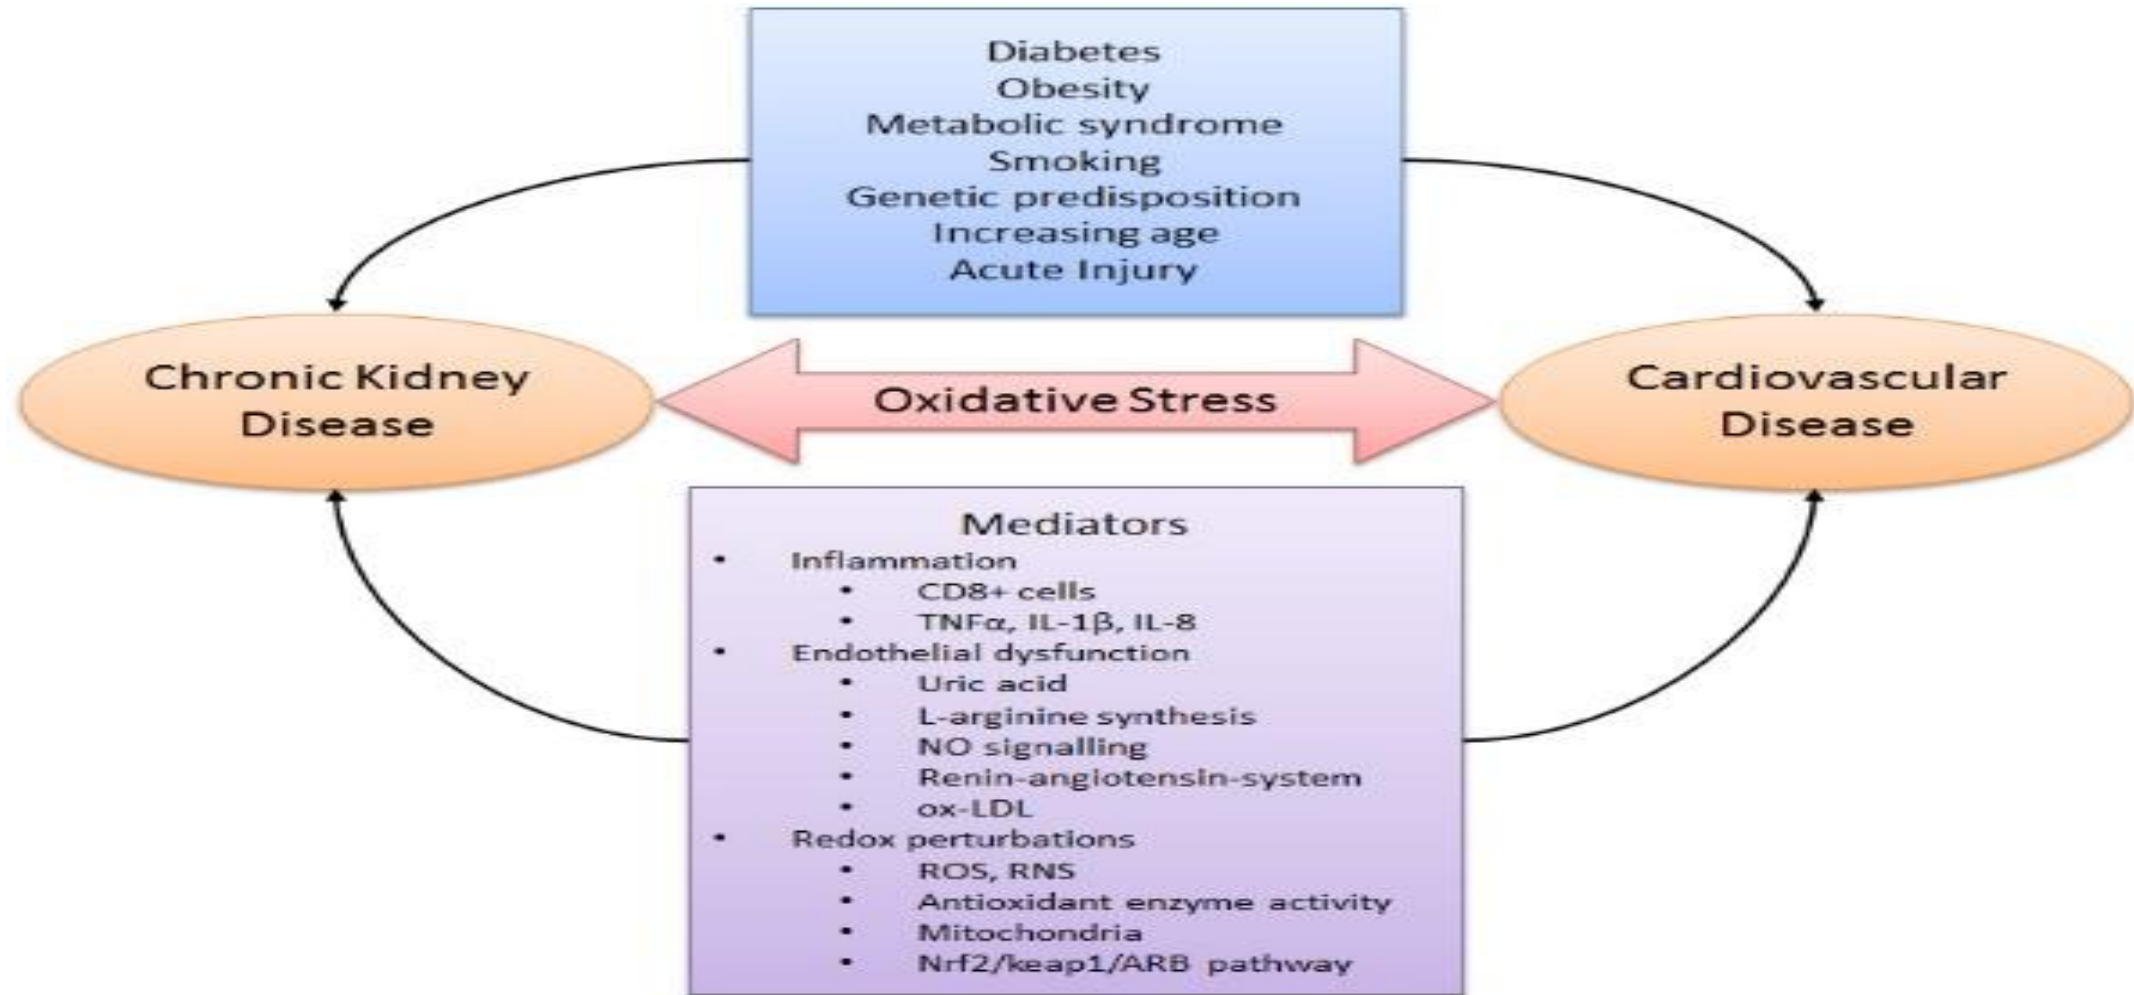 Diabetes
Obesity
Metabolic syndrome
Smoking
Genetic predisposition
Increasing age
Acute Injury
Chronic Kidney
Disease
Oxidative Stress
Cardiovascular
Disease
Mediators
• Inflammation
• CD8+ cells
• TNFα, IL-1β, IL-8
• Endothelial dysfunction
• Uric acid
• L-arginine synthesis
• NO signalling
• Renin-angiotensin-system
• ox-LDL
• Redox perturbations
• ROS, RNS
• Antioxidant enzyme activity
• Mitochondria
• Nrf2/keap1/ARB pathway